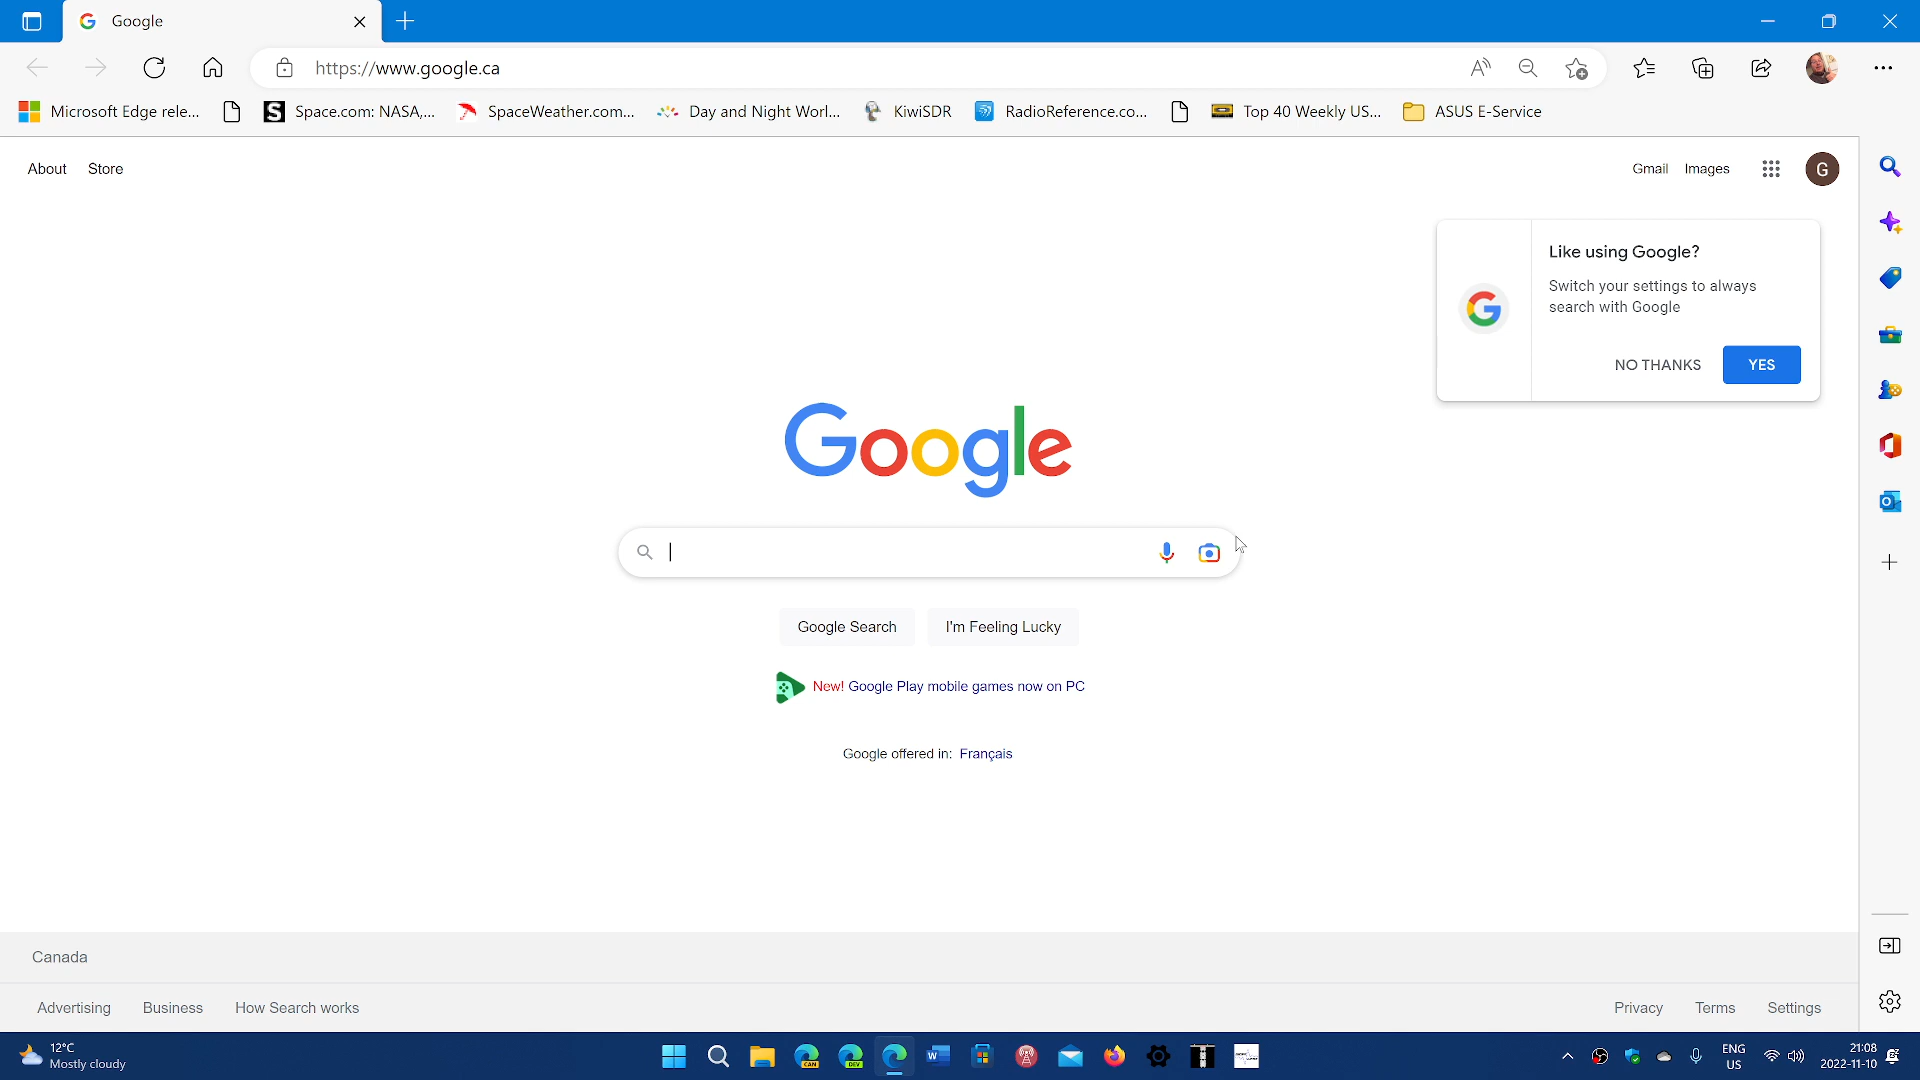 Google
https://www.google.ca
Microsoft Edge rele...
Space.com: NASA,...
SpaceWeather.com...
Day and Night Worl...
KiwiSDR
RadioReference.co...
Top 40 Weekly US...
ASUS E-Service
About
Store
Gmail
Images
G
Like using Google?
Switch your settings to always
search with Google
NO THANKS
YES
Google
Google Search
I'm Feeling Lucky
New! Google Play mobile games now on PC
Google offered in: Français
Canada
Advertising
Business
How Search works
Privacy
Terms
Settings
12°C
Mostly cloudy
CAN
DEV
ENG
US
21:08
2022-11-10